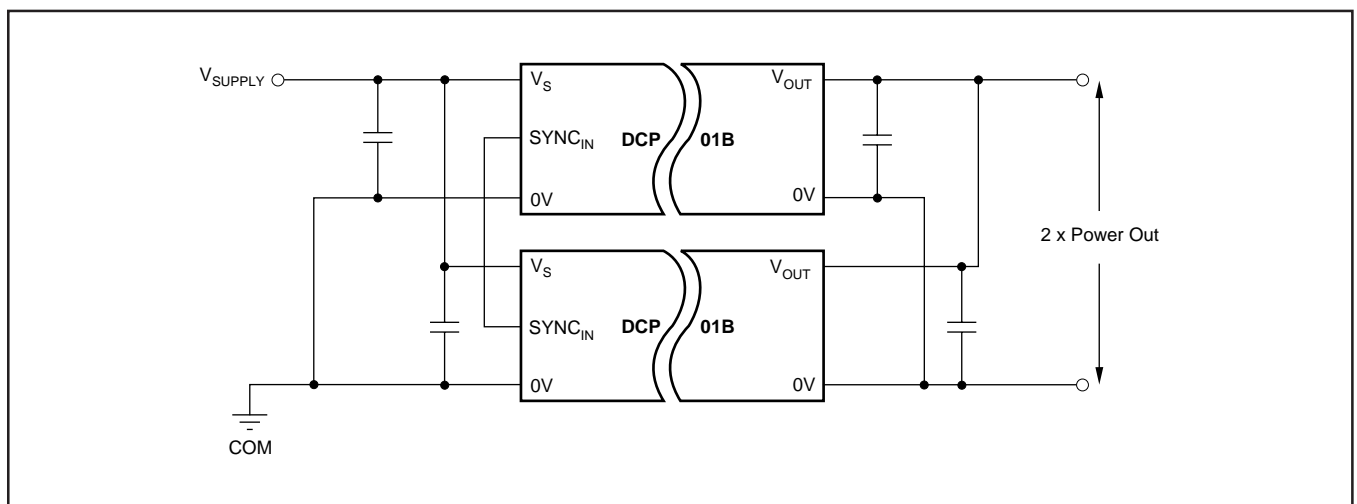 VSUPPLY
VS
SYNCIN
0V
DCP
01B
VOUT
0V
2 x Power Out
VS
SYNCIN
0V
DCP
01B
VOUT
0V
COM